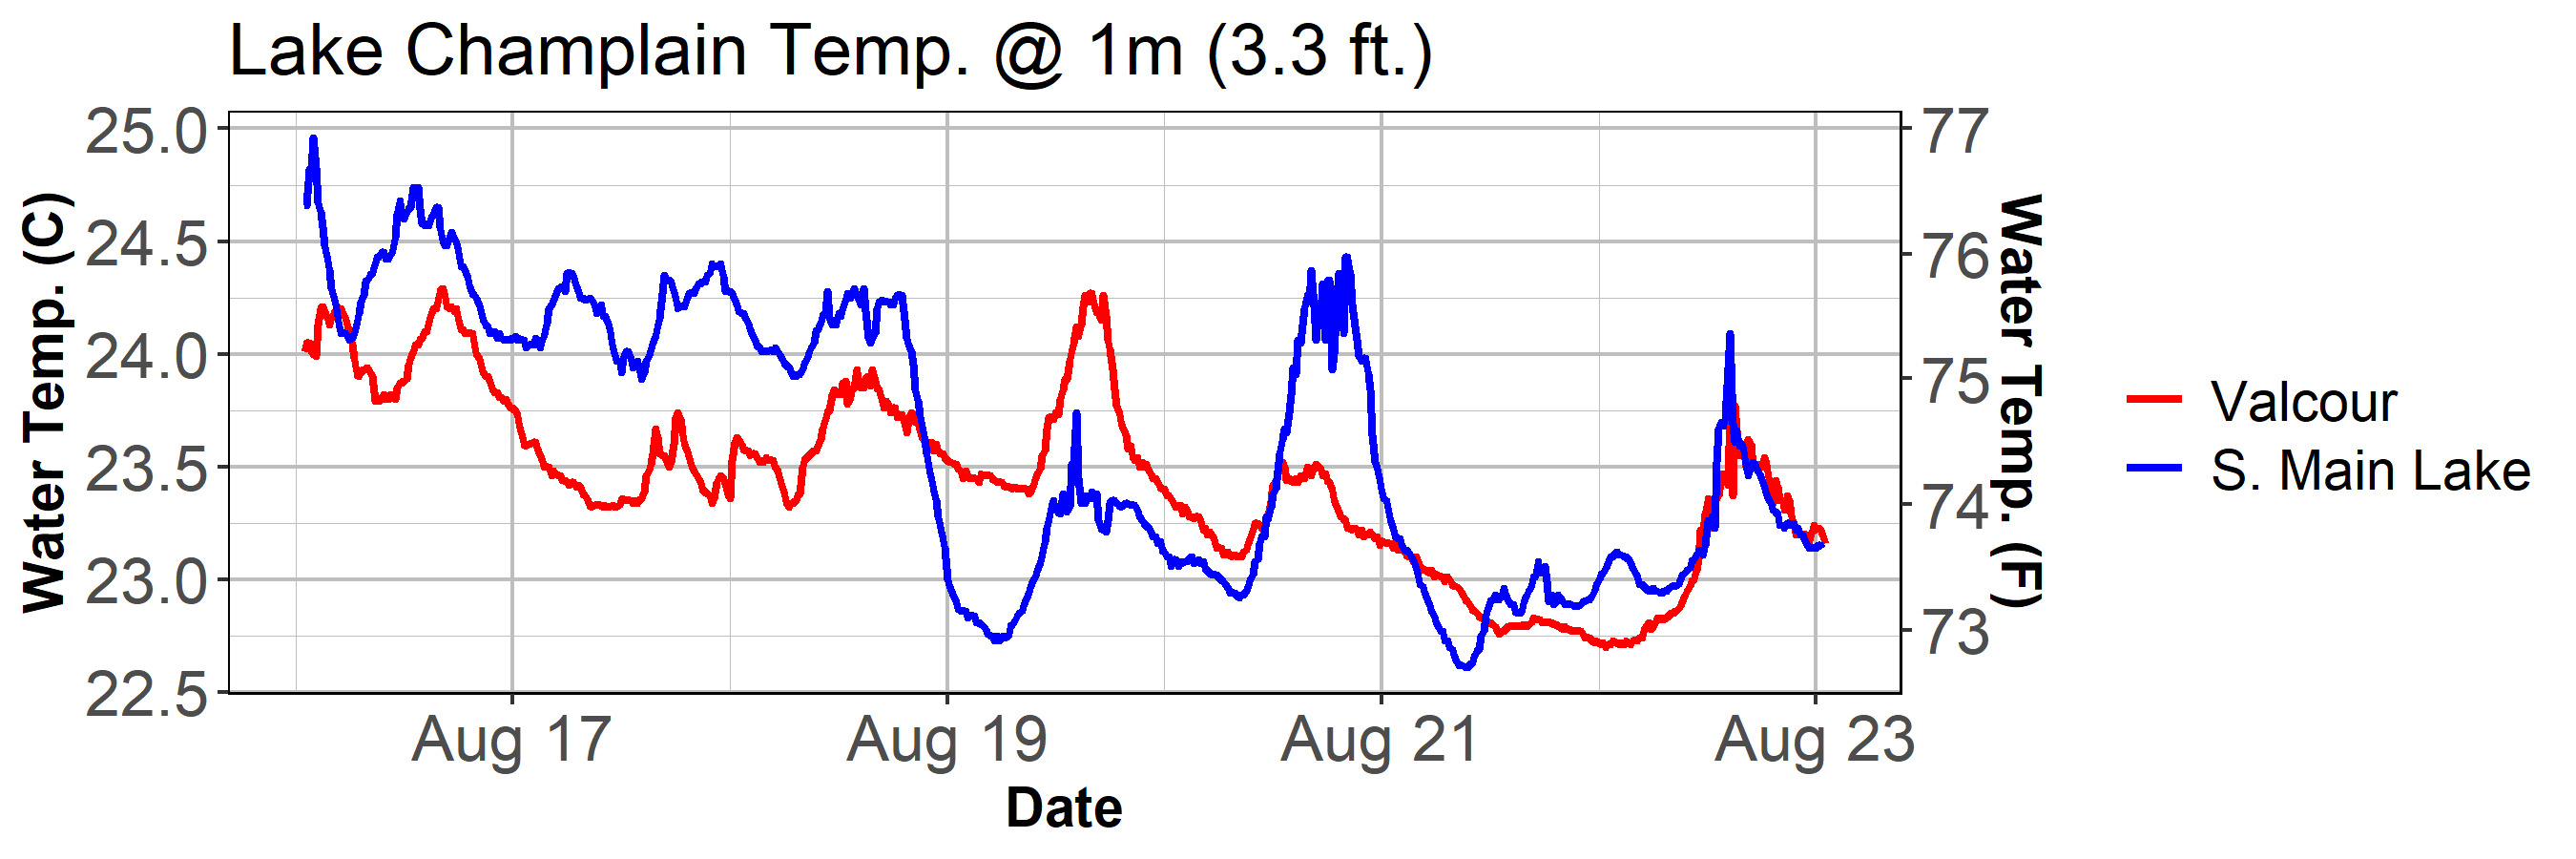 Lake Champlain Temp. @ 1m (3.3 ft.)
Water Temp. (C)
25.0
24.5
24.0
23.5
23.0
22.5
77
76
75
74
73
Water Temp. (F)
Aug 17
Aug 19
Aug 21
Aug 23
Date
Valcour
S. Main Lake